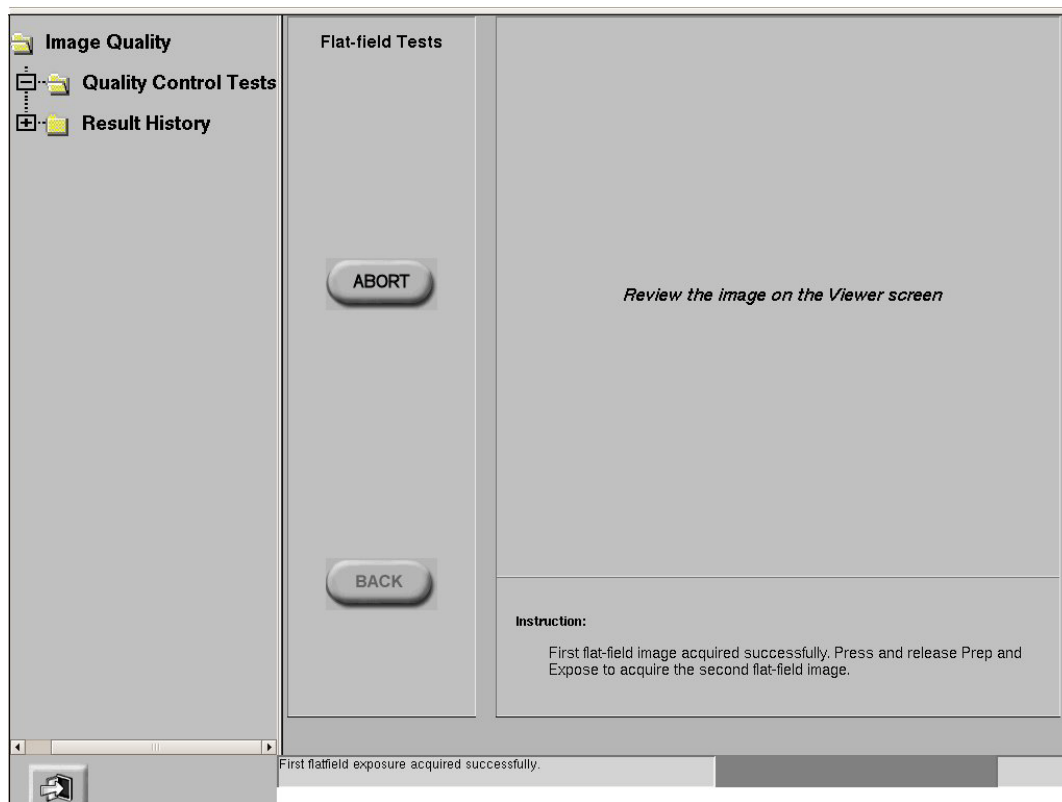 Image Quality
Quality Control Tests
Result History
Flat-field Tests
ABORT
BACK
Review the image on the Viewer screen
Instruction:
First flat-field image acquired successfully. Press and release Prep and
Expose to acquire the second flat-field image.
First flatfield exposure acquired successfully.